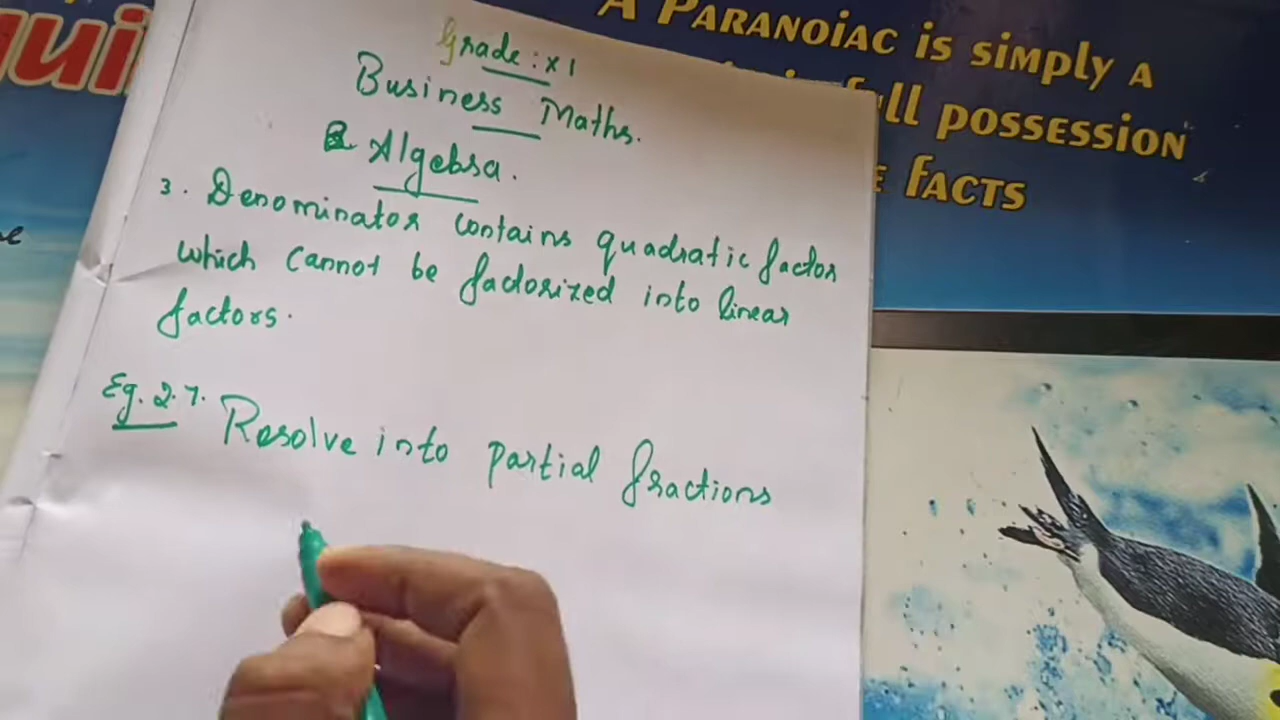 qui
A PARANOIAC IS SIMPLY A
ll POSSESSION
FACTS
Grade : XI
Business Maths.
Algebra.
3. Denominator contains quadratic factor
which cannot be factorized into linear
factors.
Eg. 2.7. Resolve into partial fractions